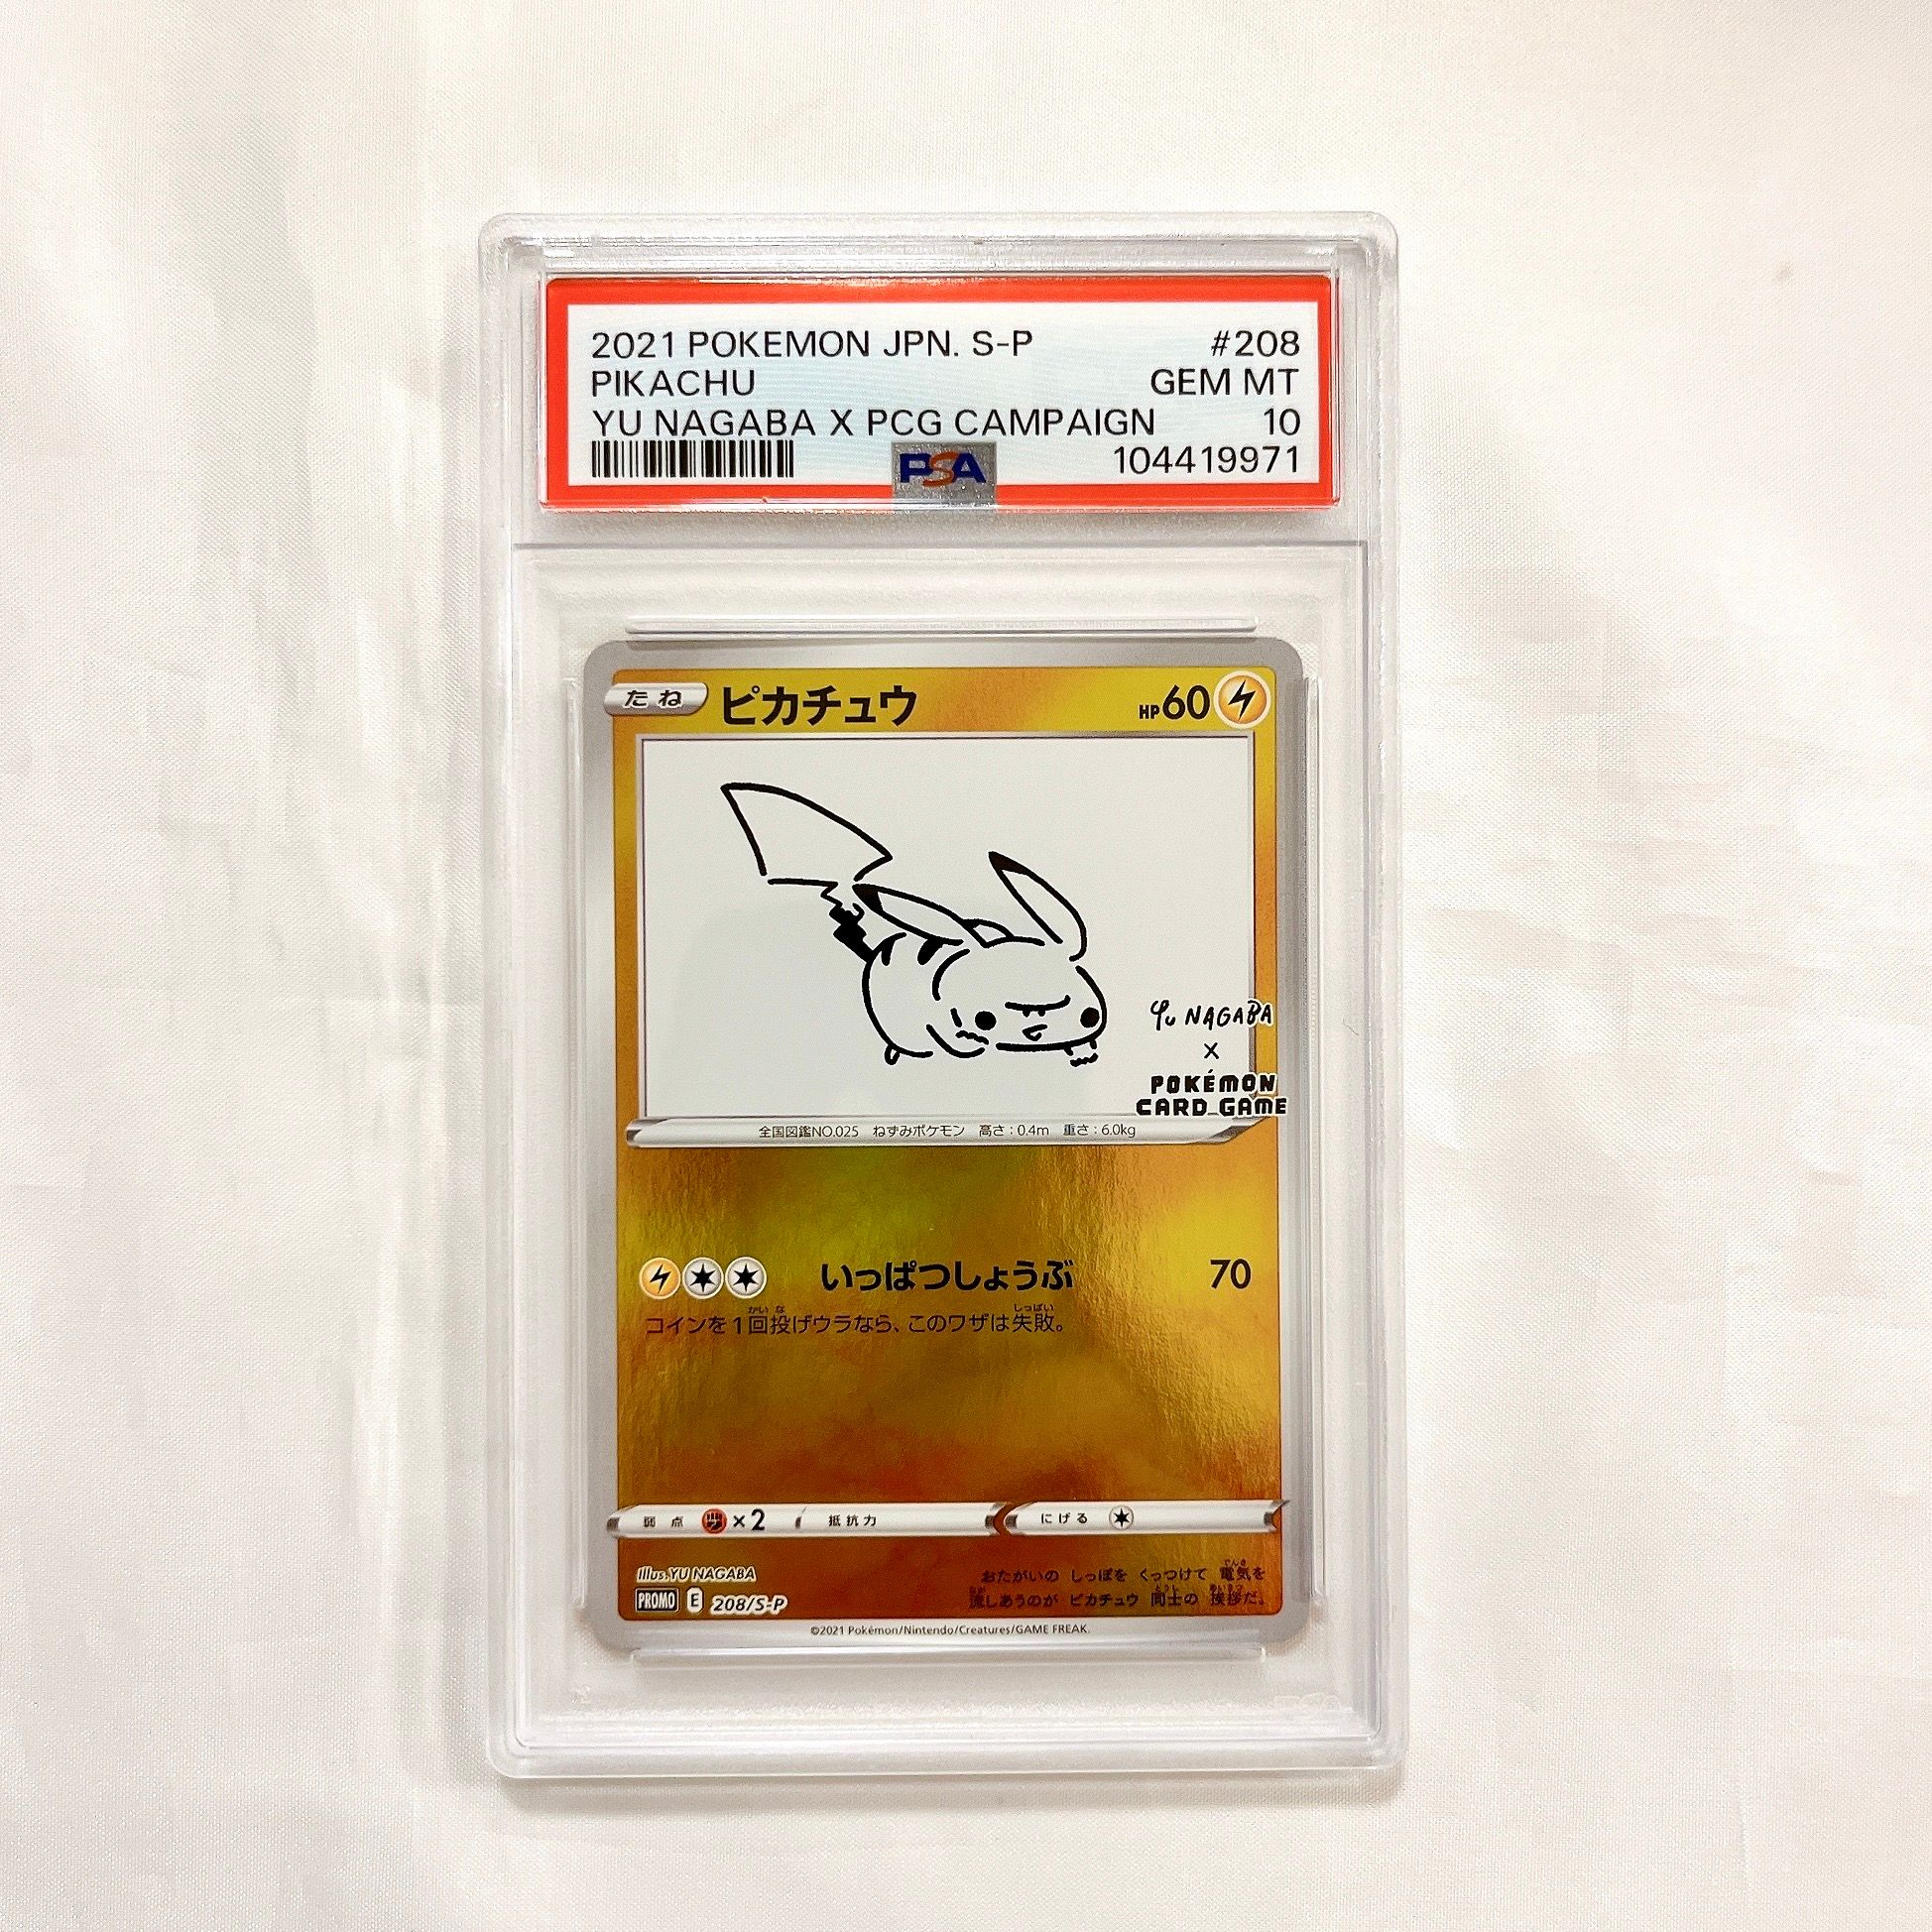 2021 POKEMON JPN. S-P #208
PIKACHU GEM MT
YU NAGABA X PCG CAMPAIGN 10
PSA 104419971
たね ピカチュウ HP60
Yu NAGABA
×
POKÉMON
CARD GAME
全国図鑑NO.025 ねずみポケモン 高さ:0.4m 重さ:6.0kg
いっぱつしょうぶ 70
コインを1回投げウラなら、このワザは失敗。
弱点 ×2 抵抗力 にげる
Illus. YU NAGABA
PROMO E 208/S-P
おたがいの しっぽを くっつけて 電気を
流しあうのが ピカチュウ 同士の 挨拶だ。
©2021 Pokémon/Nintendo/Creatures/GAME FREAK.